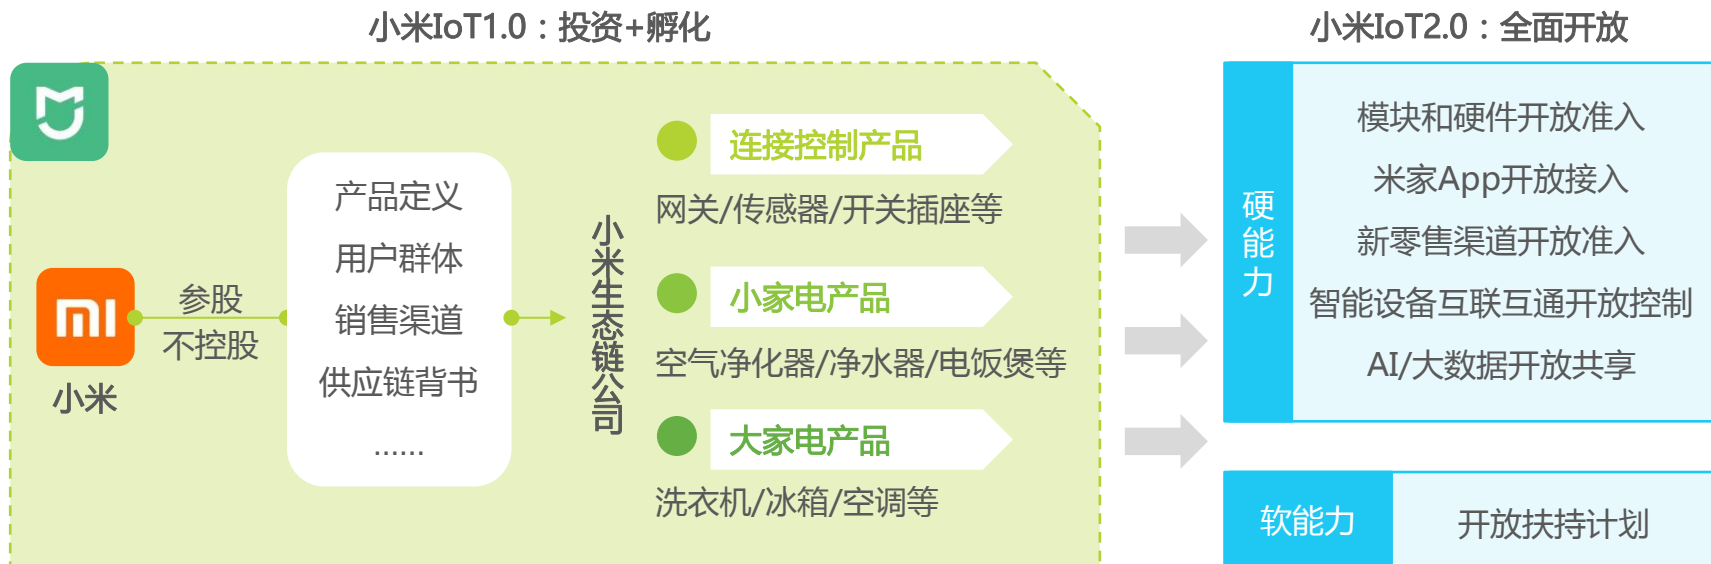 小米IoT1.0：投资+孵化
mi
小米
参股
不控股
产品定义
用户群体
销售渠道
供应链背书
……
小米生态链公司
连接控制产品
网关/传感器/开关插座等
小家电产品
空气净化器/净水器/电饭煲等
大家电产品
洗衣机/冰箱/空调等
小米IoT2.0：全面开放
硬能力
模块和硬件开放准入
米家App开放接入
新零售渠道开放准入
智能设备互联互通开放控制
AI/大数据开放共享
软能力
开放扶持计划